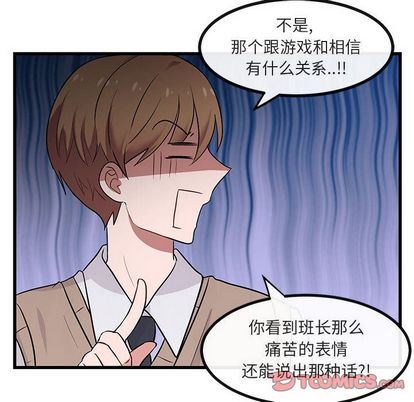 不是,
那个跟游戏和相信
有什么关系..!!
你看到班长那么
痛苦的表情
还能说出那种话?!
TOOMICS.COM